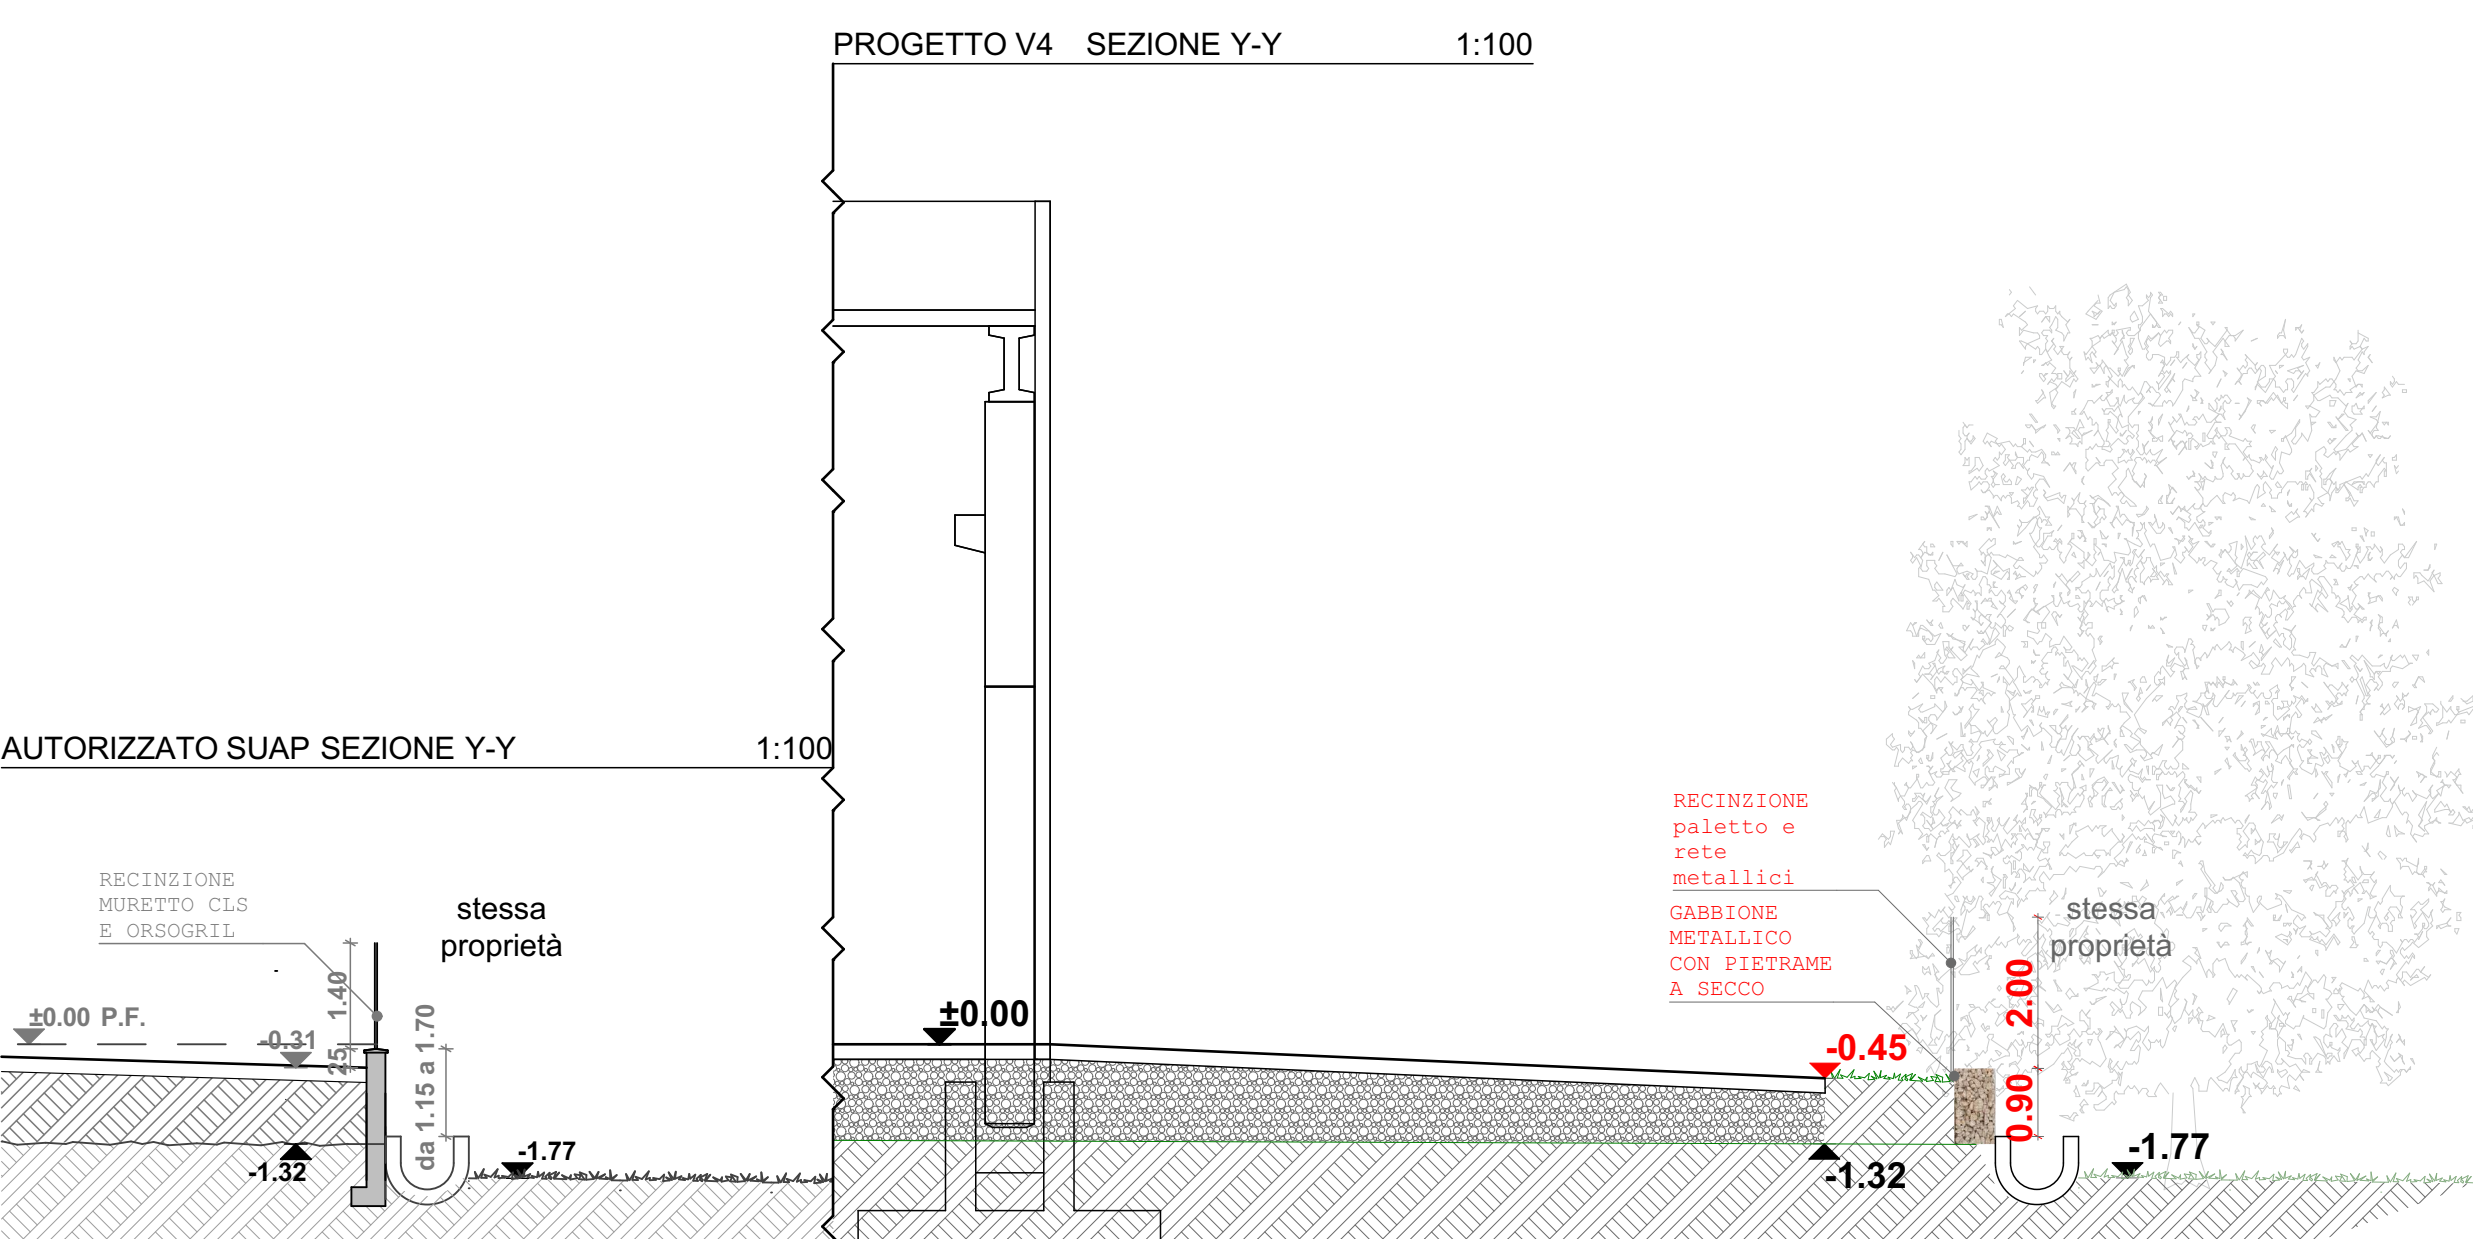 PROGETTO V4 SEZIONE Y-Y 1:100
AUTORIZZATO SUAP SEZIONE Y-Y 1:100
RECINZIONE
MURETTO CLS
E ORSOGRIL
stessa
proprietà
±0.00 P.F.
-0.31
1.40
25
da 1.15 a 1.70
-1.32
-1.77
±0.00
RECINZIONE
paletto e
rete
metallici
GABBIONE
METALLICO
CON PIETRAME
A SECCO
stessa
proprietà
2.00
0.90
-0.45
-1.32
-1.77